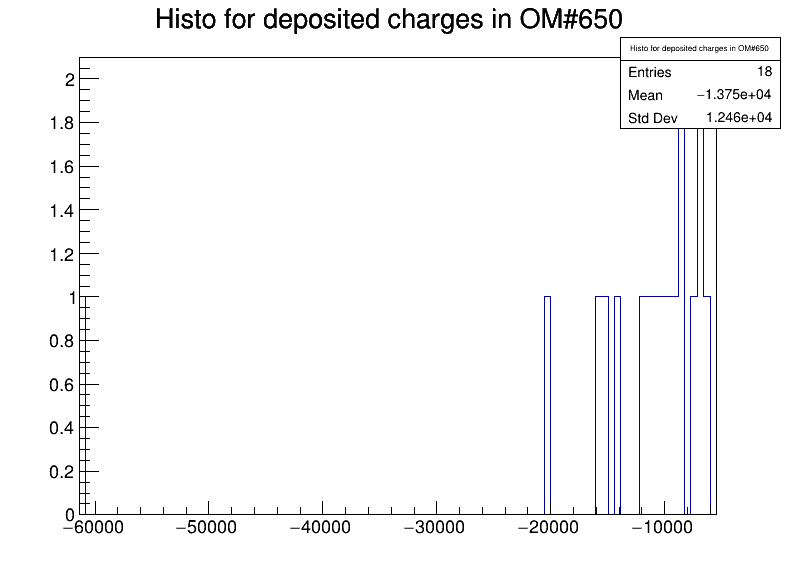 Histo for deposited charges in OM#650
Histo for deposited charges in OM#650
Entries 18
Mean −1.375e+04
Std Dev 1.246e+04
2
1.8
1.6
1.4
1.2
1
0.8
0.6
0.4
0.2
0
−60000 −50000 −40000 −30000 −20000 −10000